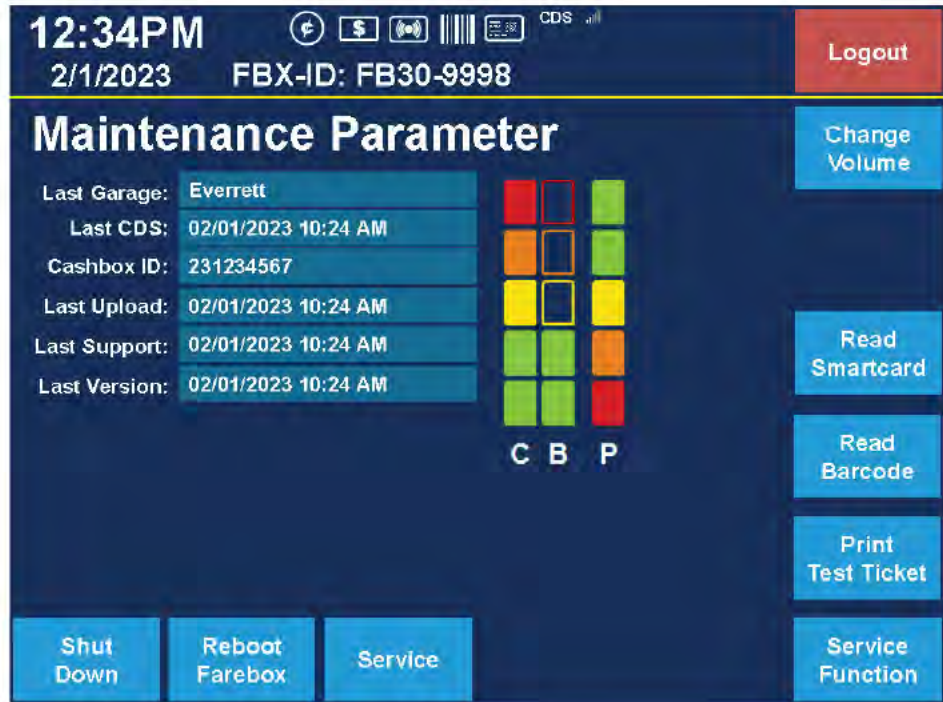 12:34PM
CDS
2/1/2023
FBX-ID: FB30-9998
Logout
Maintenance Parameter
Change
Volume
Last Garage: Everrett
Last CDS: 02/01/2023 10:24 AM
Cashbox ID: 231234567
Last Upload: 02/01/2023 10:24 AM
Last Support: 02/01/2023 10:24 AM
Last Version: 02/01/2023 10:24 AM
C B P
Read
Smartcard
Read
Barcode
Print
Test Ticket
Shut
Down
Reboot
Farebox
Service
Service
Function